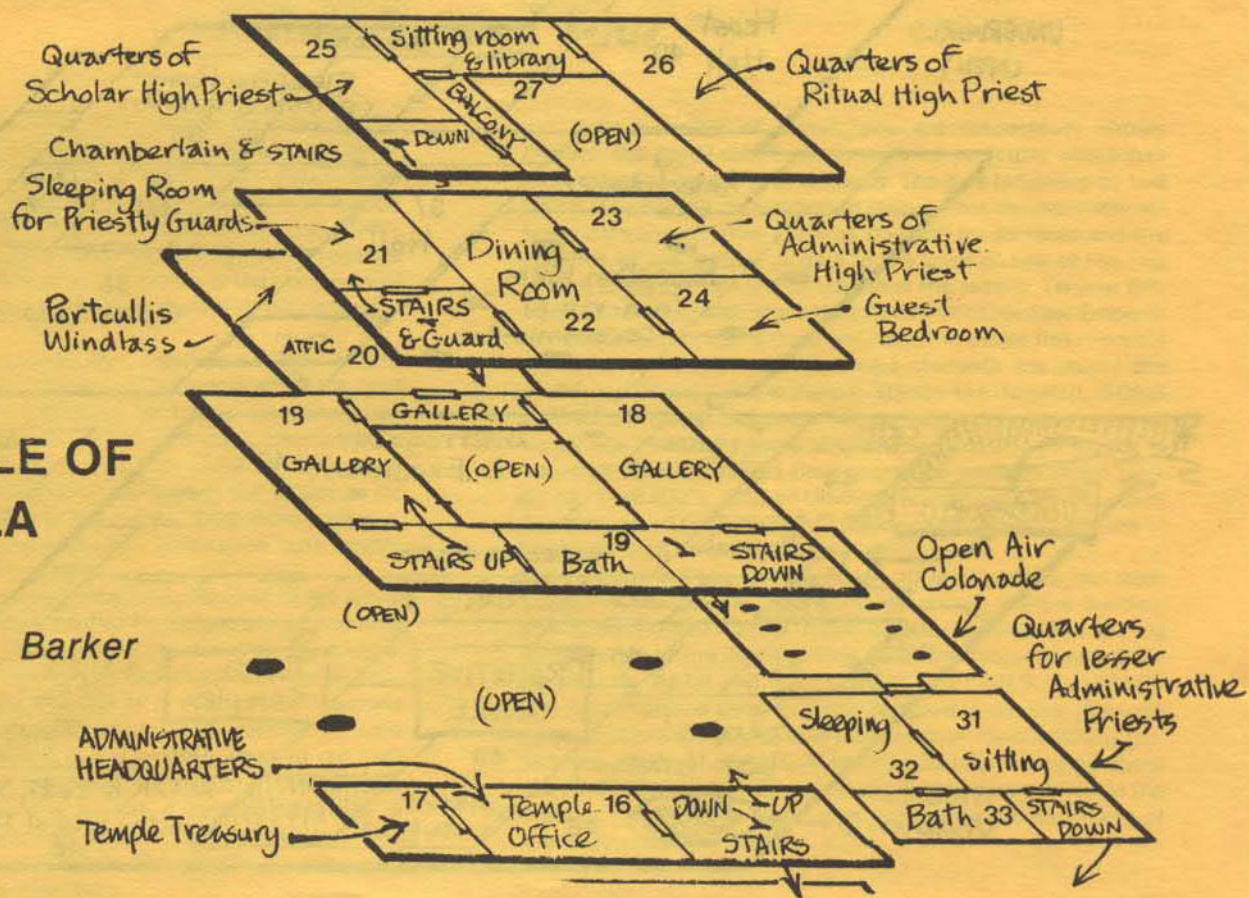 25
sitting room
& library
26
Quarters of
Scholar High Priest
27
BALCONY
(OPEN)
Quarters of
Ritual High Priest
DOWN
Chamberlain & STAIRS
Sleeping Room
for Priestly Guards
21
Dining
Room
22
23
Quarters of
Administrative
High Priest
STAIRS
& Guard
24
Guest
Bedroom
Portcullis
Windlass
ATTIC 20
19
GALLERY
18
GALLERY
(OPEN)
GALLERY
LE OF
LA
STAIRS UP
Bath
19
STAIRS
DOWN
Open Air
Colonade
(OPEN)
Barker
Quarters
for lesser
Administrative
Priests
(OPEN)
Sleeping
31
sitting
32
ADMINISTRATIVE
HEADQUARTERS
17
Temple
Office
16
DOWN
UP
STAIRS
Bath 33
STAIRS
DOWN
Temple Treasury